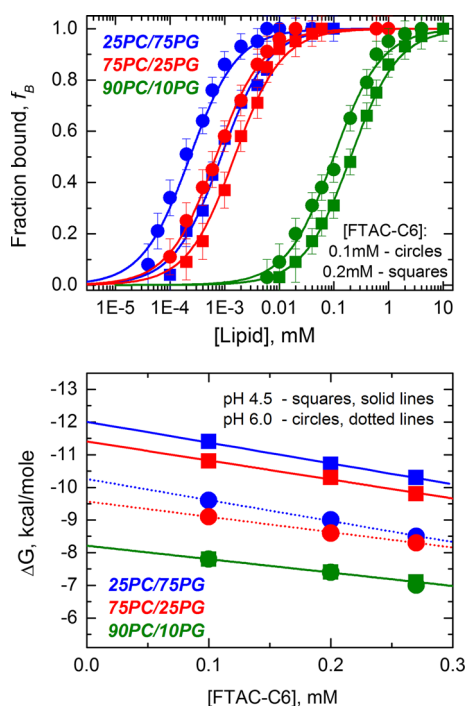 1.0
0.8
0.6
0.4
0.2
0.0
Fraction bound, f_B
25PC/75PG
75PC/25PG
90PC/10PG
[FTAC-C6]:
0.1mM - circles
0.2mM - squares
1E-5 1E-4 1E-3 0.01 0.1 1 10
[Lipid], mM
-13
-12
-11
-10
-9
-8
-7
-6
ΔG, kcal/mole
pH 4.5 - squares, solid lines
pH 6.0 - circles, dotted lines
25PC/75PG
75PC/25PG
90PC/10PG
0.0 0.1 0.2 0.3
[FTAC-C6], mM